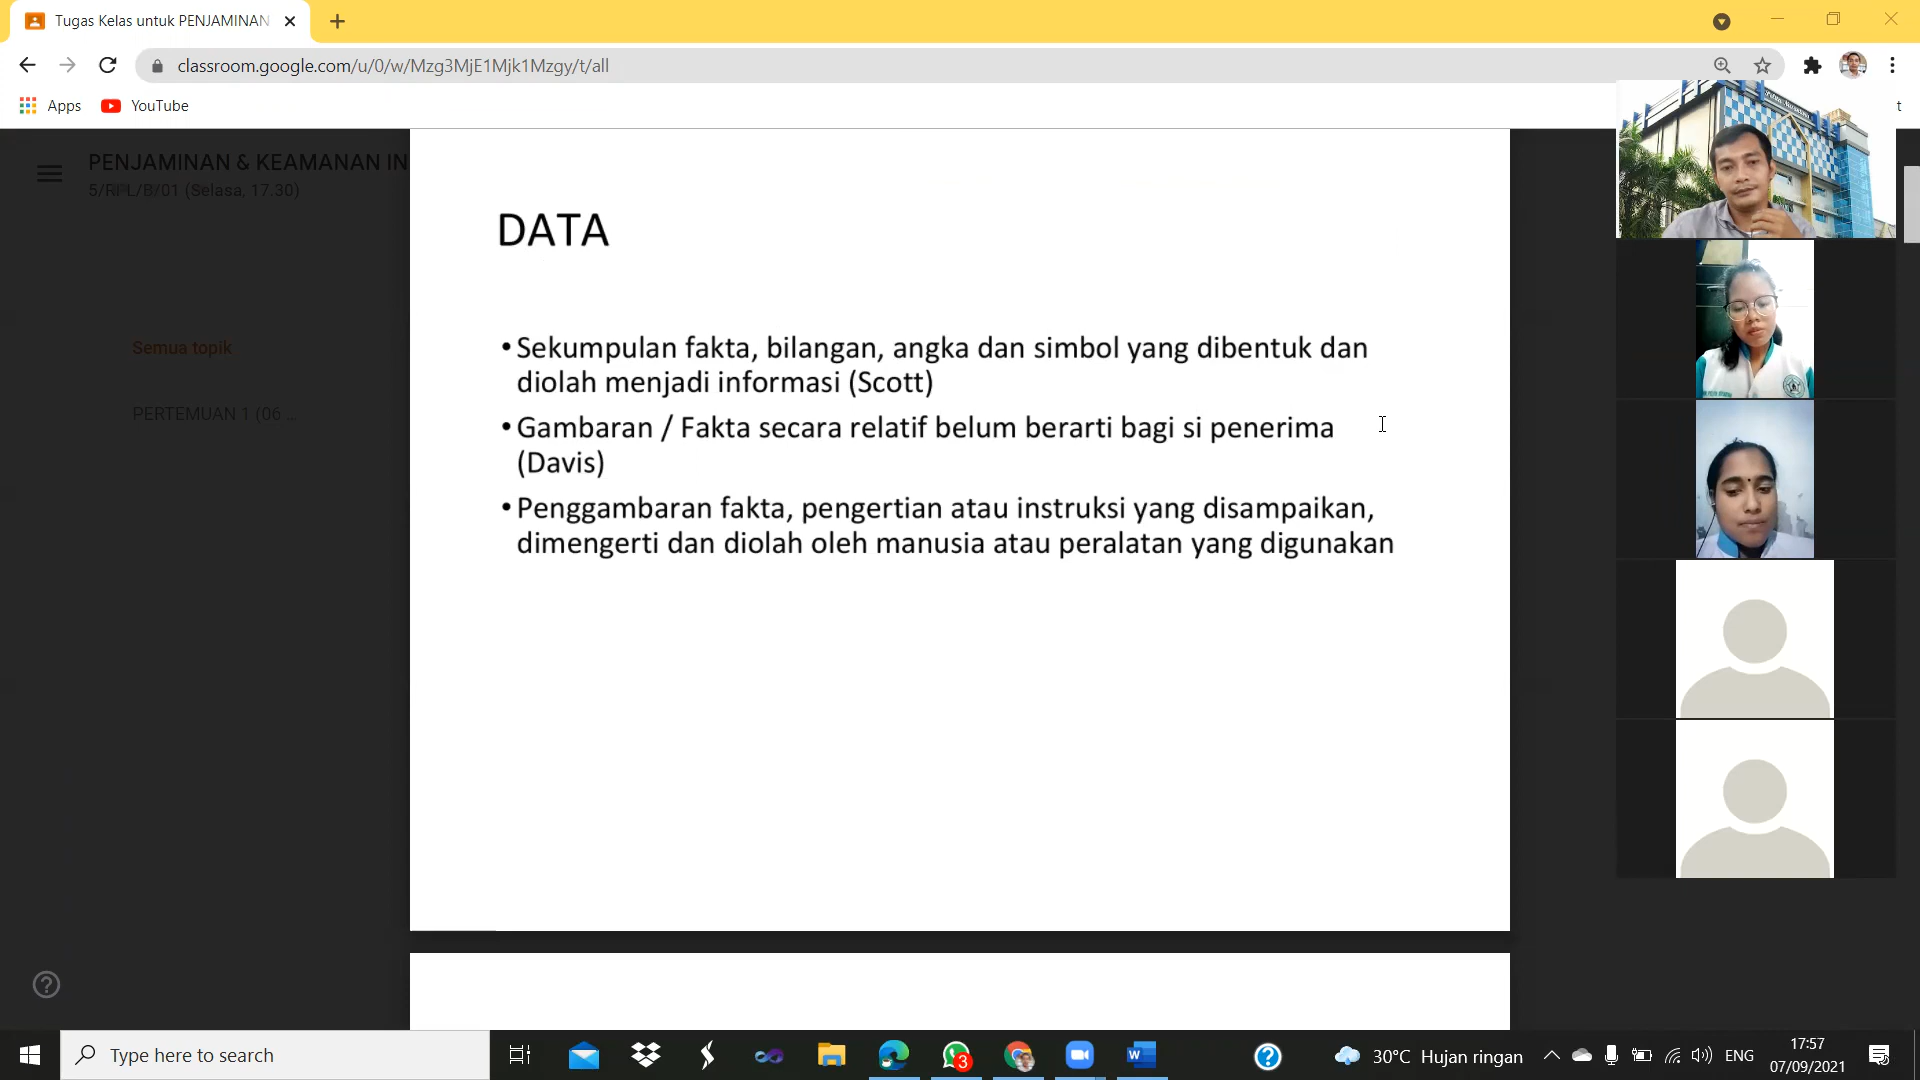 Tugas Kelas untuk PENJAMINAN
classroom.google.com/u/0/w/Mzg3MjE1Mjk1Mzgy/t/all
Apps
YouTube
t
PENJAMINAN & KEAMANAN IN
5/RPL/B/01 (Selasa, 17.30)
Semua topik
PERTEMUAN 1 (06 ...
DATA
• Sekumpulan fakta, bilangan, angka dan simbol yang dibentuk dan
diolah menjadi informasi (Scott)
• Gambaran / Fakta secara relatif belum berarti bagi si penerima
(Davis)
• Penggambaran fakta, pengertian atau instruksi yang disampaikan,
dimengerti dan diolah oleh manusia atau peralatan yang digunakan
Type here to search
3
30°C Hujan ringan
ENG
17:57
07/09/2021